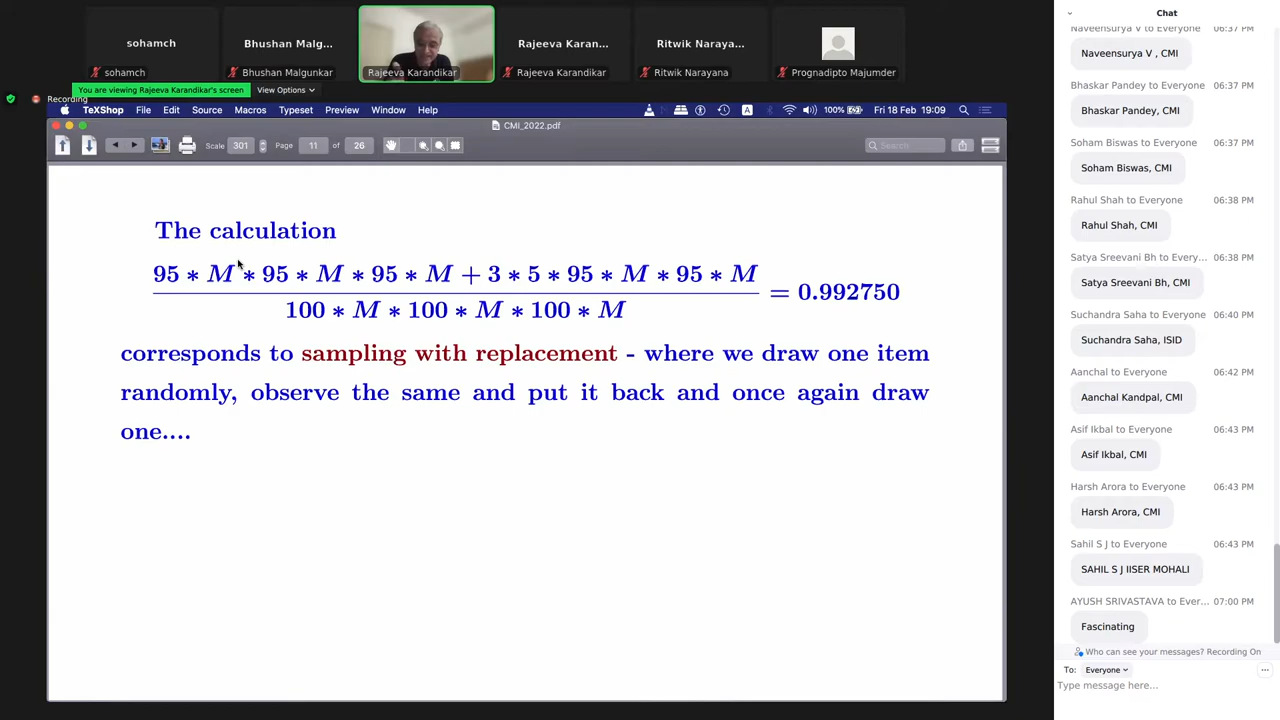 sohamch
Bhushan Malg...
Rajeeva Karan...
Ritwik Naraya...
sohamch
Bhushan Malgunkar
Rajeeva Karandikar
Rajeeva Karandikar
Ritwik Narayana
Prognadipto Majumder
You are viewing Rajeeva Karandikar's screen
View Options
Recording
TeXShop File Edit Source Macros Typeset Preview Window Help
A
100%
Fri 18 Feb 19:09
CMI_2022.pdf
Scale 301 Page 11 of 26
Search
The calculation
95 * M * 95 * M * 95 * M + 3 * 5 * 95 * M * 95 * M
100 * M * 100 * M * 100 * M
= 0.992750
corresponds to sampling with replacement - where we draw one item
randomly, observe the same and put it back and once again draw
one....
Chat
Naveensurya V to Everyone 06:37 PM
Naveensurya V , CMI
Bhaskar Pandey to Everyone 06:37 PM
Bhaskar Pandey, CMI
Soham Biswas to Everyone 06:37 PM
Soham Biswas, CMI
Rahul Shah to Everyone 06:38 PM
Rahul Shah, CMI
Satya Sreevani Bh to Every... 06:38 PM
Satya Sreevani Bh, CMI
Suchandra Saha to Everyone 06:40 PM
Suchandra Saha, ISID
Aanchal to Everyone 06:42 PM
Aanchal Kandpal, CMI
Asif Ikbal to Everyone 06:43 PM
Asif Ikbal, CMI
Harsh Arora to Everyone 06:43 PM
Harsh Arora, CMI
Sahil S J to Everyone 06:43 PM
SAHIL S J IISER MOHALI
AYUSH SRIVASTAVA to Ever... 07:00 PM
Fascinating
Who can see your messages? Recording On
To: Everyone
Type message here...